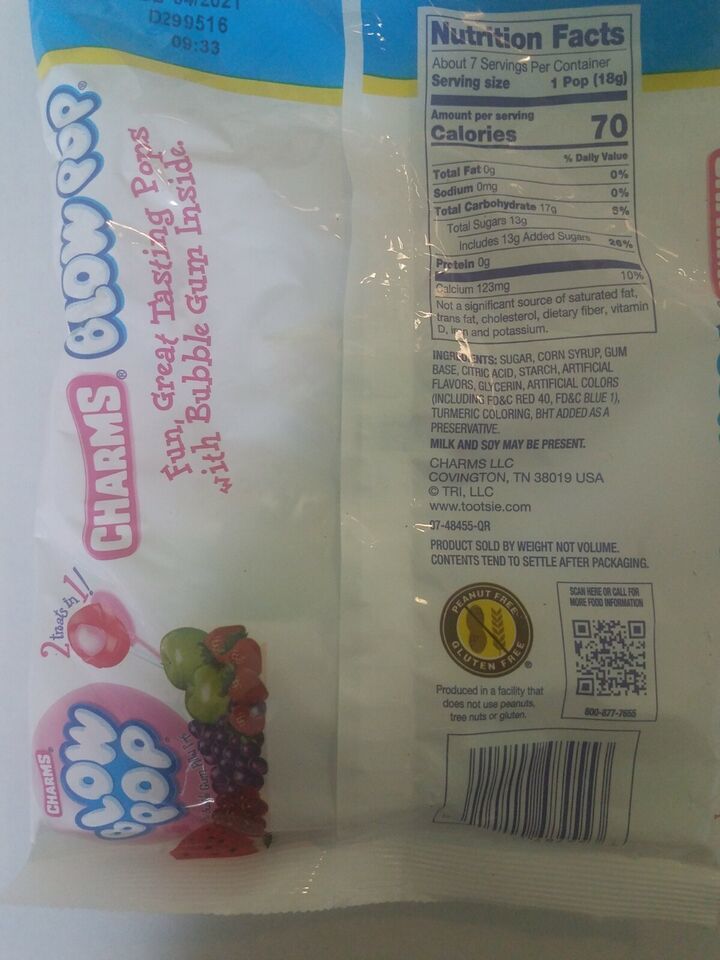 04/2021
D299516
09:33
CHARMS® BLOW POP®
Fun, Great Tasting Pops
with Bubble Gum Inside.
2 treats in 1!
CHARMS®
BLOW
POP®
Nutrition Facts
About 7 Servings Per Container
Serving size 1 Pop (18g)
Amount per serving
Calories 70
% Daily Value
Total Fat 0g 0%
Sodium 0mg 0%
Total Carbohydrate 17g 6%
Total Sugars 13g
Includes 13g Added Sugars 26%
Protein 0g
Calcium 123mg 10%
Not a significant source of saturated fat,
trans fat, cholesterol, dietary fiber, vitamin
D, iron and potassium.
INGREDIENTS: SUGAR, CORN SYRUP, GUM
BASE, CITRIC ACID, STARCH, ARTIFICIAL
FLAVORS, GLYCERIN, ARTIFICIAL COLORS
(INCLUDING FD&C RED 40, FD&C BLUE 1),
TURMERIC COLORING, BHT ADDED AS A
PRESERVATIVE.
MILK AND SOY MAY BE PRESENT.
CHARMS LLC
COVINGTON, TN 38019 USA
© TRI, LLC
www.tootsie.com
97-48455-QR
PRODUCT SOLD BY WEIGHT NOT VOLUME.
CONTENTS TEND TO SETTLE AFTER PACKAGING.
PEANUT FREE
GLUTEN FREE®
Produced in a facility that
does not use peanuts,
tree nuts or gluten.
SCAN HERE OR CALL FOR
MORE FOOD INFORMATION
800-877-7655